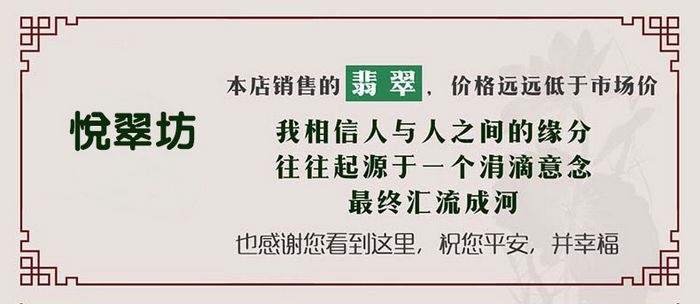 悦翠坊
本店销售的翡翠，价格远远低于市场价
我相信人与人之间的缘分
往往起源于一个涓滴意念
最终汇流成河
也感谢您看到这里，祝您平安，并幸福